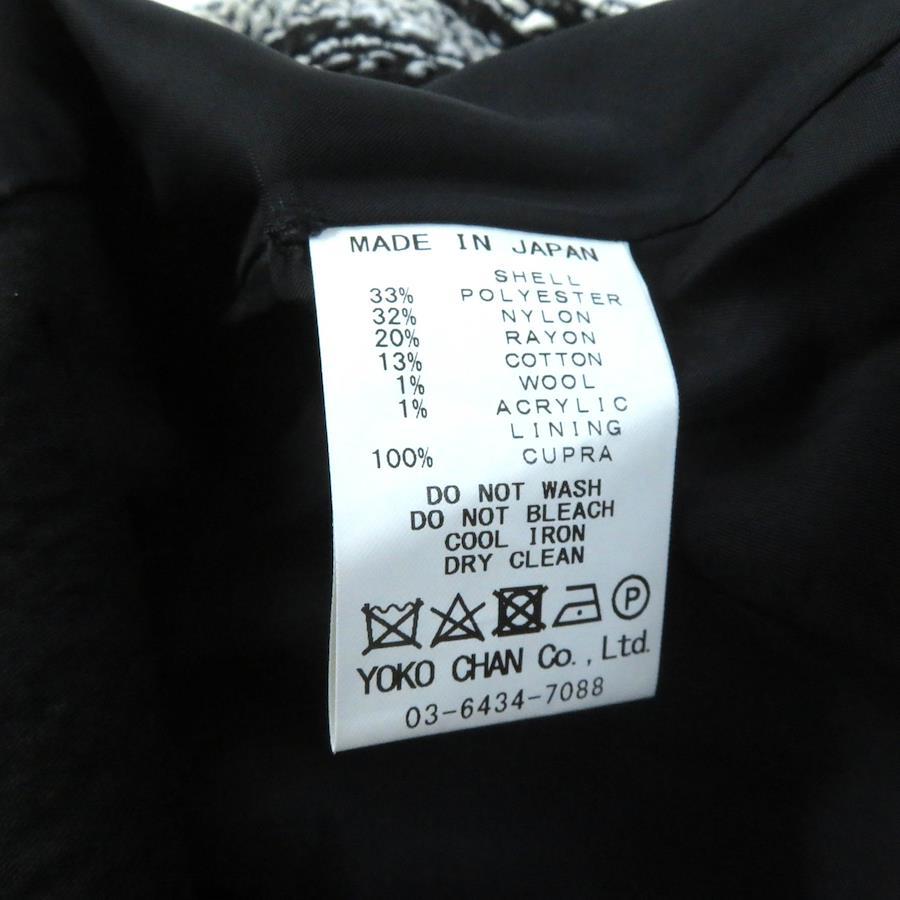 MADE IN JAPAN
SHELL
33% POLYESTER
32% NYLON
20% RAYON
13% COTTON
1% WOOL
1% ACRYLIC
LINING
100% CUPRA
DO NOT WASH
DO NOT BLEACH
COOL IRON
DRY CLEAN
P
YOKO CHAN Co.,Ltd.
03-6434-7088